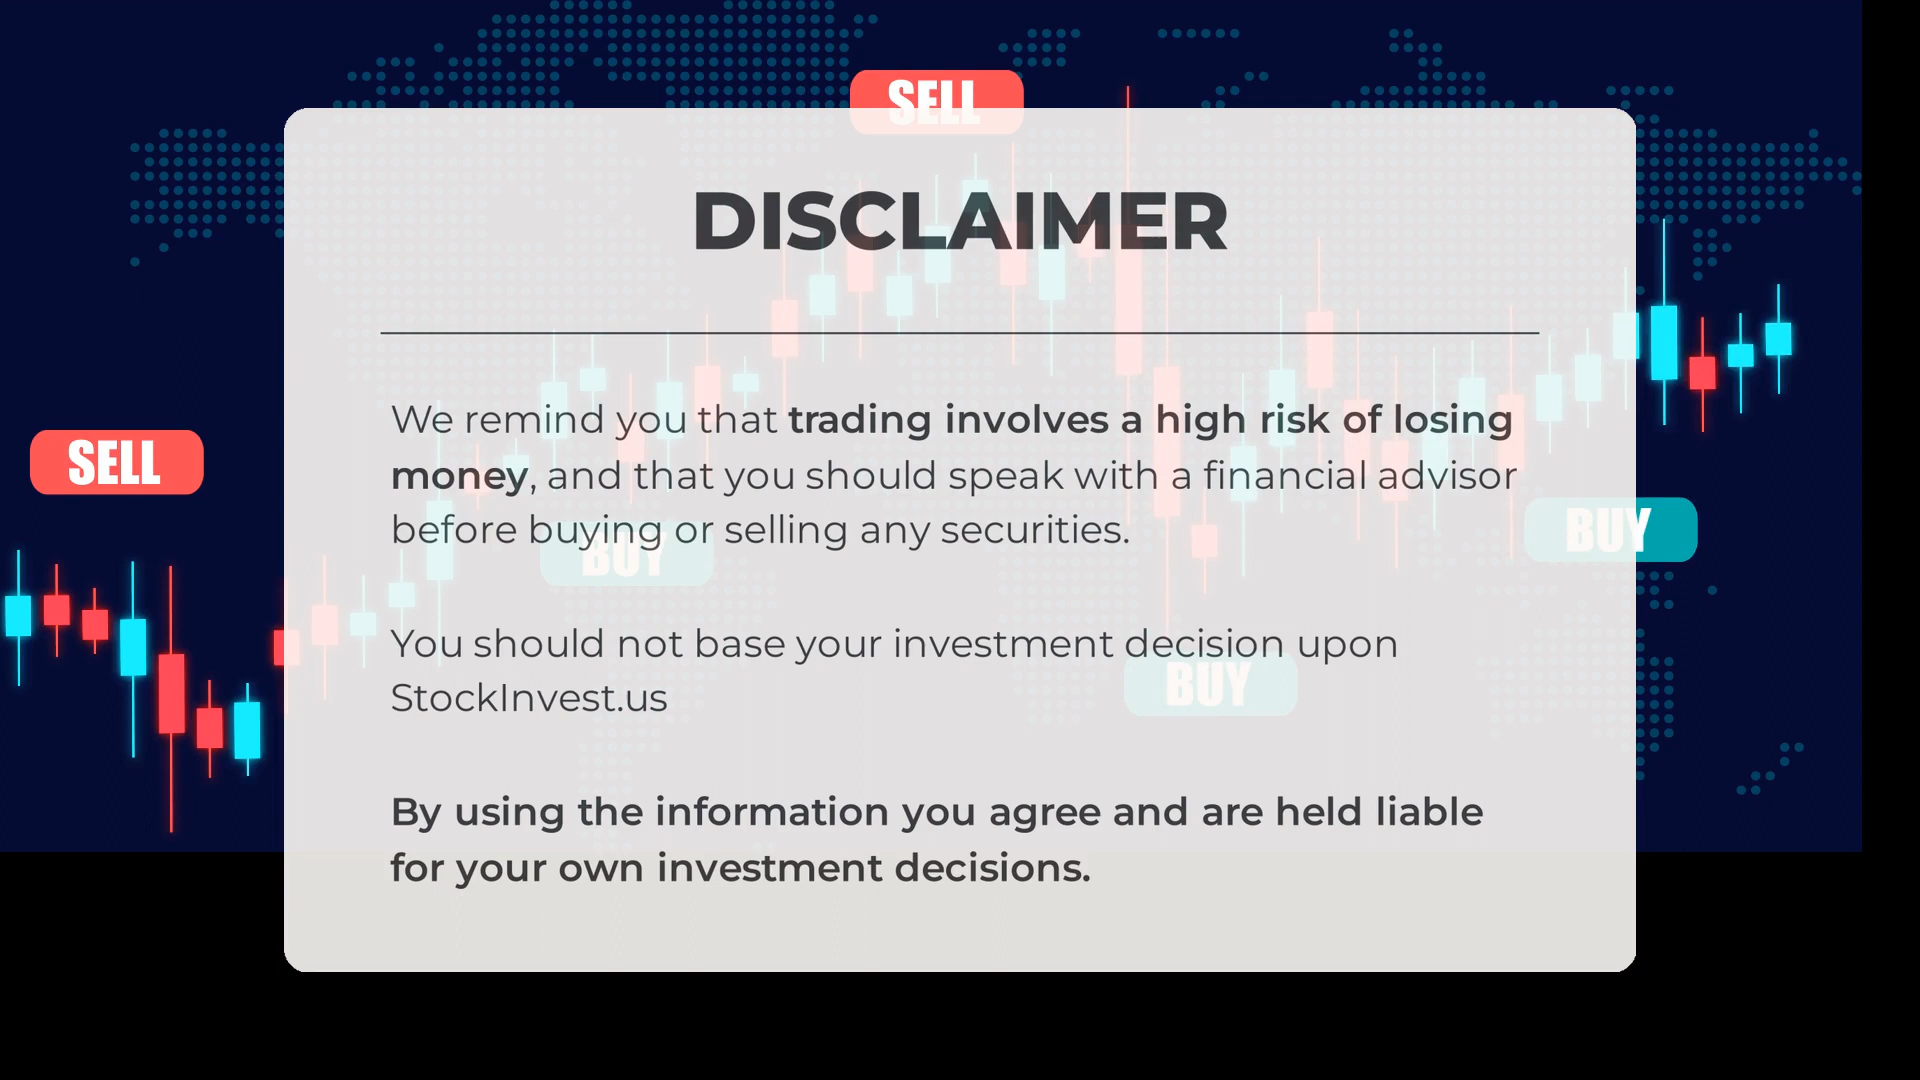 SELL
DISCLAIMER
We remind you that trading involves a high risk of losing
money, and that you should speak with a financial advisor
before buying or selling any securities.
SELL
BUY
BUY
You should not base your investment decision upon
StockInvest.us
BUY
By using the information you agree and are held liable
for your own investment decisions.